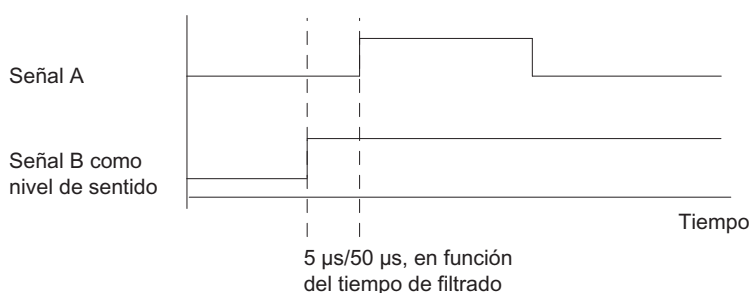 Señal A
Señal B como
nivel de sentido
Tiempo
5 µs/50 µs, en función
del tiempo de filtrado